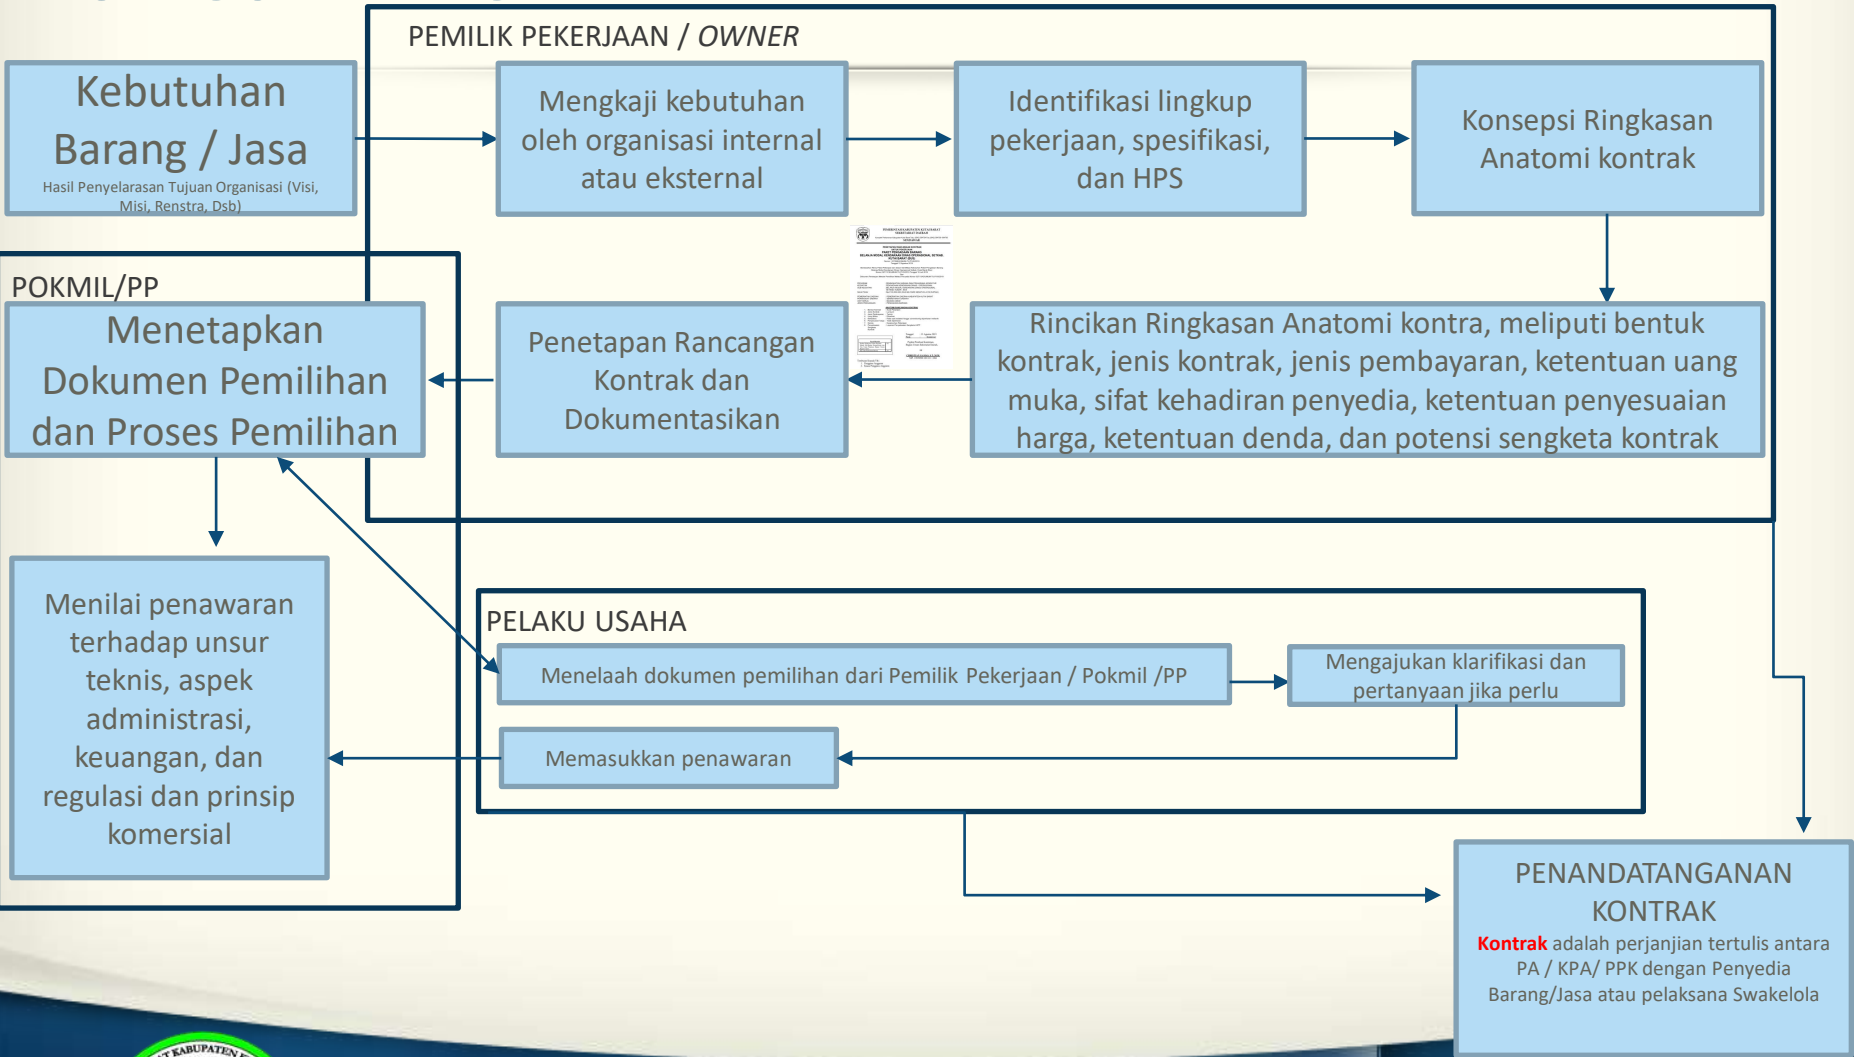 PEMILIK PEKERJAAN / OWNER
Kebutuhan
Barang / Jasa
Hasil Penyelarasan Tujuan Organisasi (Visi,
Misi, Renstra, Dsb)
Mengkaji kebutuhan
oleh organisasi internal
atau eksternal
Identifikasi lingkup
pekerjaan, spesifikasi,
dan HPS
Konsepsi Ringkasan
Anatomi kontrak
Rincikan Ringkasan Anatomi kontra, meliputi bentuk
kontrak, jenis kontrak, jenis pembayaran, ketentuan uang
muka, sifat kehadiran penyedia, ketentuan penyesuaian
harga, ketentuan denda, dan potensi sengketa kontrak
Penetapan Rancangan
Kontrak dan
Dokumentasikan
POKMIL/PP
Menetapkan
Dokumen Pemilihan
dan Proses Pemilihan
Menilai penawaran
terhadap unsur
teknis, aspek
administrasi,
keuangan, dan
regulasi dan prinsip
komersial
PELAKU USAHA
Menelaah dokumen pemilihan dari Pemilik Pekerjaan / Pokmil /PP
Mengajukan klarifikasi dan
pertanyaan jika perlu
Memasukkan penawaran
PENANDATANGANAN
KONTRAK
Kontrak adalah perjanjian tertulis antara
PA / KPA/ PPK dengan Penyedia
Barang/Jasa atau pelaksana Swakelola
KABUPATEN